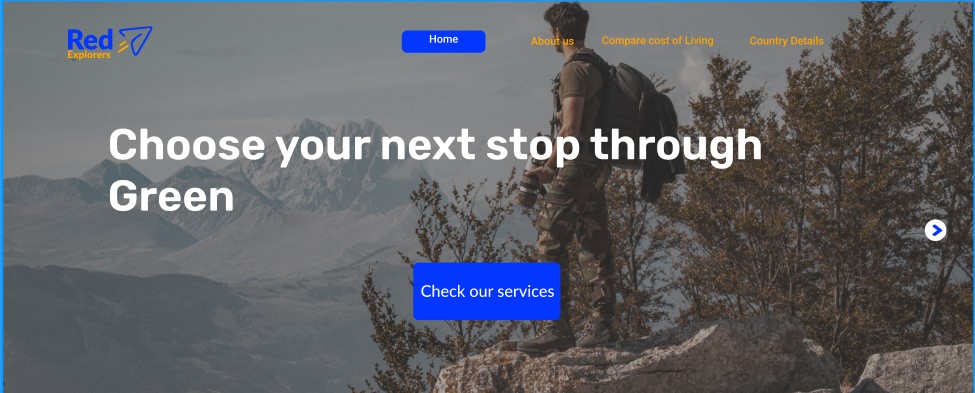 Red
Explorers
Home
About us
Compare cost of Living
Country Details
Choose your next stop through
Green
Check our services